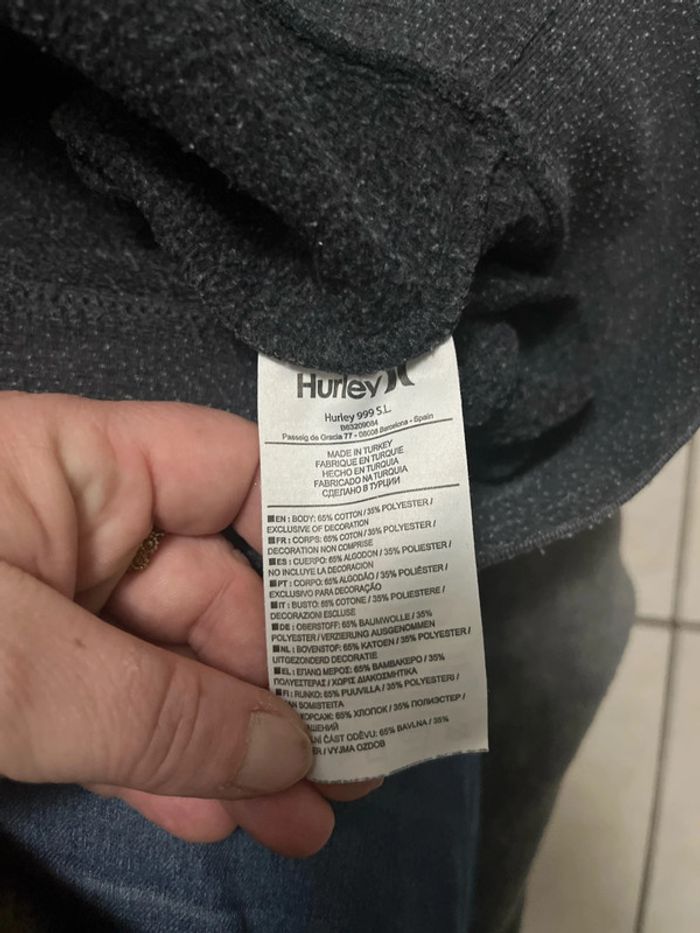 Hurley
Hurley 999 S.L.
B63209084
Passeig de Gracia 77 - 08008 Barcelona - Spain
MADE IN TURKEY
FABRIQUE EN TURQUIE
HECHO EN TURQUIA
FABRICADO NA TURQUIA
СДЕЛАНО В ТУРЦИИ
EN : BODY: 65% COTTON / 35% POLYESTER /
EXCLUSIVE OF DECORATION
FR : CORPS: 65% COTON / 35% POLYESTER /
DECORATION NON COMPRISE
ES : CUERPO: 65% ALGODON / 35% POLIESTER /
NO INCLUYE LA DECORACION
PT : CORPO: 65% ALGODÃO / 35% POLIÉSTER /
EXCLUSIVO PARA DECORAÇÃO
IT : BUSTO: 65% COTONE / 35% POLIESTERE /
DECORAZIONI ESCLUSE
DE : OBERSTOFF: 65% BAUMWOLLE / 35%
POLYESTER / VERZIERUNG AUSGENOMMEN
NL : BOVENSTOF: 65% KATOEN / 35% POLYESTER /
UITGEZONDERD DECORATIE
EL : ΕΠΑΝΩ ΜΕΡΟΣ: 65% ΒΑΜΒΑΚΕΡΟ / 35%
ΠΟΛΥΕΣΤΕΡΑΣ / ΧΩΡΙΣ ΔΙΑΚΟΣΜΗΤΙΚΑ
FI : RUNKO: 65% PUUVILLA / 35% POLYESTERI /
AN SOMISTEITA
КОРСАЖ: 65% ХЛОПОК / 35% ПОЛИЭСТЕР /
АШЕНИЙ
NÍ ČÁST ODĚVU: 65% BAVLNA / 35%
ER / VYJMA OZDOB